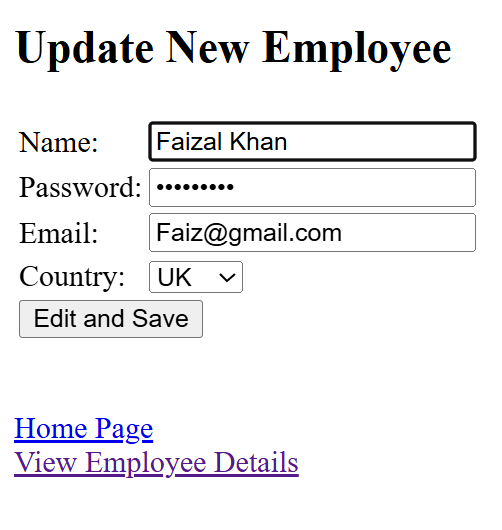 Update New Employee
Name: Faizal Khan
Password: •••••••••
Email: Faiz@gmail.com
Country: UK
Edit and Save
Home Page
View Employee Details